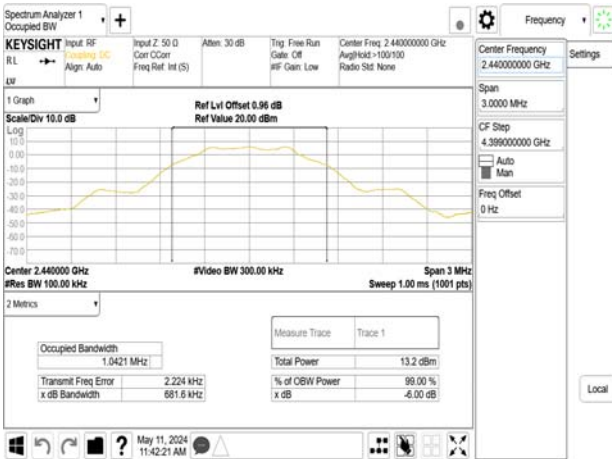 Spectrum Analyzer 1
Occupied BW
+
Frequency
KEYSIGHT
RL
Input: RF
Coupling: DC
Align: Auto
Input Z: 50 Ω
Corr CCorr
Freq Ref: Int (S)
Atten: 30 dB
Trig: Free Run
Gate: Off
#IF Gain: Low
Center Freq: 2.440000000 GHz
Avg|Hold:>100/100
Radio Std: None
Center Frequency
2.440000000 GHz
Settings
Span
3.0000 MHz
CF Step
4.399000000 GHz
Auto
Man
Freq Offset
0 Hz
Local
1 Graph
Scale/Div 10.0 dB
Ref Lvl Offset 0.96 dB
Ref Value 20.00 dBm
Log
10.0
0.00
-10.0
-20.0
-30.0
-40.0
-50.0
-60.0
-70.0
Center 2.440000 GHz
#Res BW 100.00 kHz
#Video BW 300.00 kHz
Span 3 MHz
Sweep 1.00 ms (1001 pts)
2 Metrics
Measure Trace
Trace 1
Occupied Bandwidth
1.0421 MHz
Total Power
13.2 dBm
Transmit Freq Error
2.224 kHz
% of OBW Power
99.00 %
x dB Bandwidth
681.6 kHz
x dB
-6.00 dB
?
May 11, 2024
11:42:21 AM